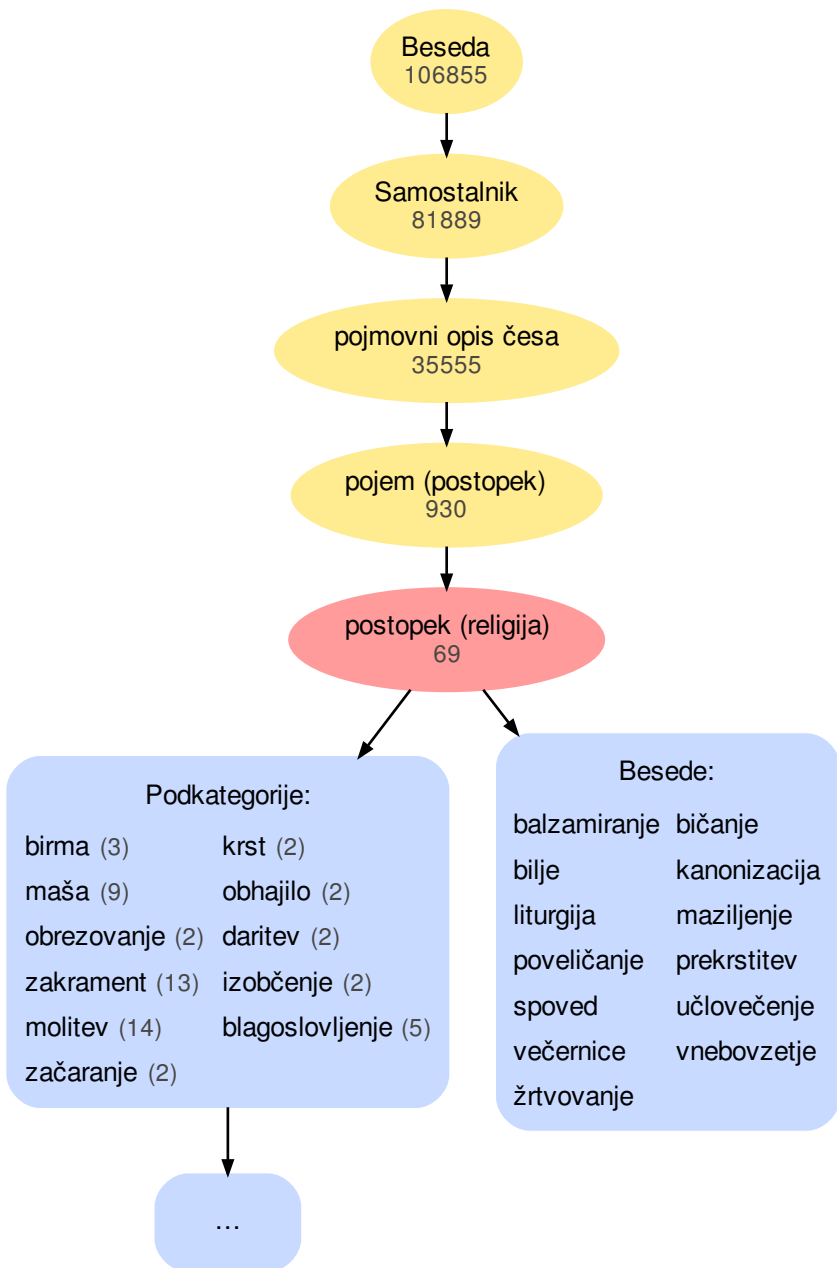 Beseda
106855
Samostalnik
81889
pojmovni opis česa
35555
pojem (postopek)
930
postopek (religija)
69
Podkategorije:
birma (3) krst (2)
maša (9) obhajilo (2)
obrezovanje (2) daritev (2)
zakrament (13) izobčenje (2)
molitev (14) blagoslovljenje (5)
začaranje (2)
Besede:
balzamiranje bičanje
bilje kanonizacija
liturgija maziljenje
poveličanje prekrstitev
spoved učlovečenje
večernice vnebovzetje
žrtvovanje
...